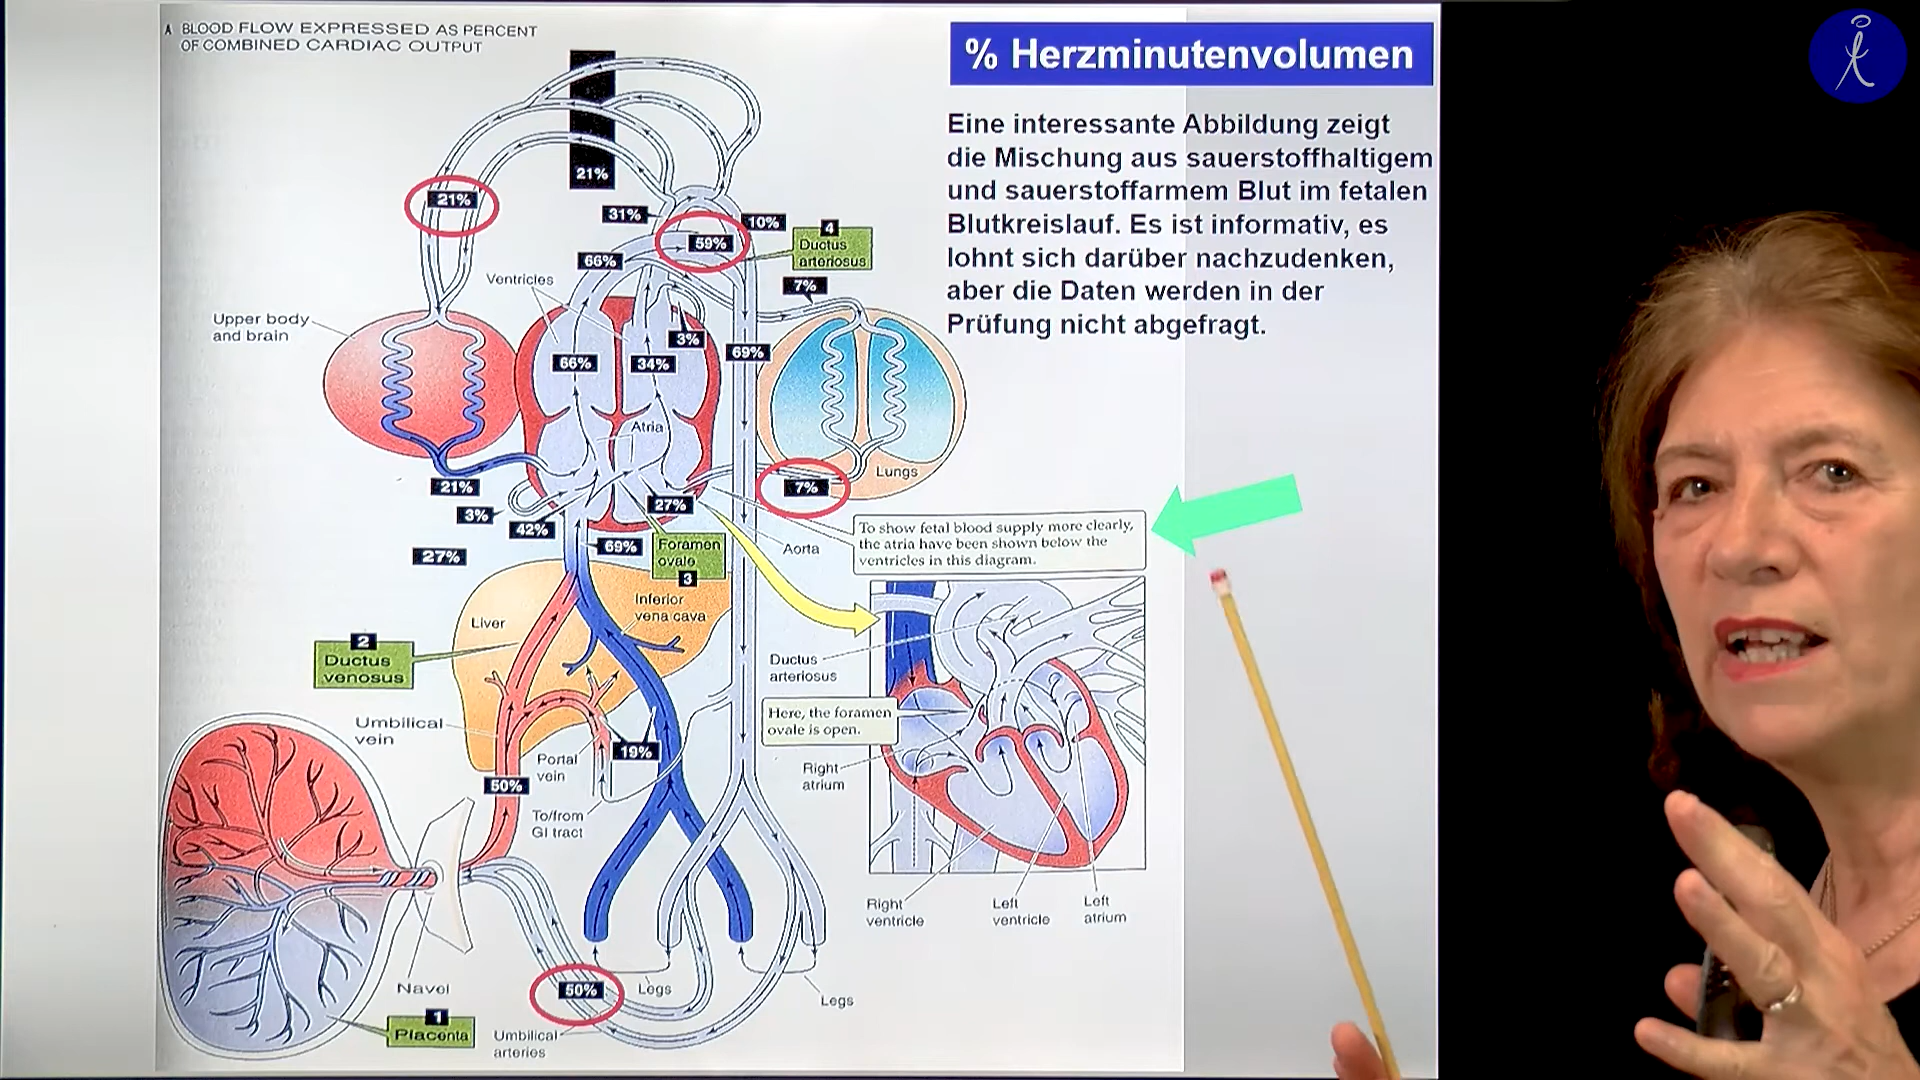 A BLOOD FLOW EXPRESSED AS PERCENT
OF COMBINED CARDIAC OUTPUT
% Herzminutenvolumen
Eine interessante Abbildung zeigt
die Mischung aus sauerstoffhaltigem
und sauerstoffarmem Blut im fetalen
Blutkreislauf. Es ist informativ, es
lohnt sich darüber nachzudenken,
aber die Daten werden in der
Prüfung nicht abgefragt.
21%
21%
31%
10%
59%
4
Ductus
arteriosus
66%
Ventricles
7%
Upper body
and brain
3%
66%
34%
69%
Atria
Lungs
21%
7%
3%
27%
42%
27%
69%
Foramen
ovale
3
Aorta
To show fetal blood supply more clearly,
the atria have been shown below the
ventricles in this diagram.
Liver
Inferior
vena cava
2
Ductus
venosus
Ductus
arteriosus
Here, the foramen
ovale is open.
Umbilical
vein
19%
Portal
vein
50%
Right
atrium
To/from
GI tract
Right
ventricle
Left
ventricle
Left
atrium
Navel
50%
Legs
Legs
1
Placenta
Umbilical
arteries